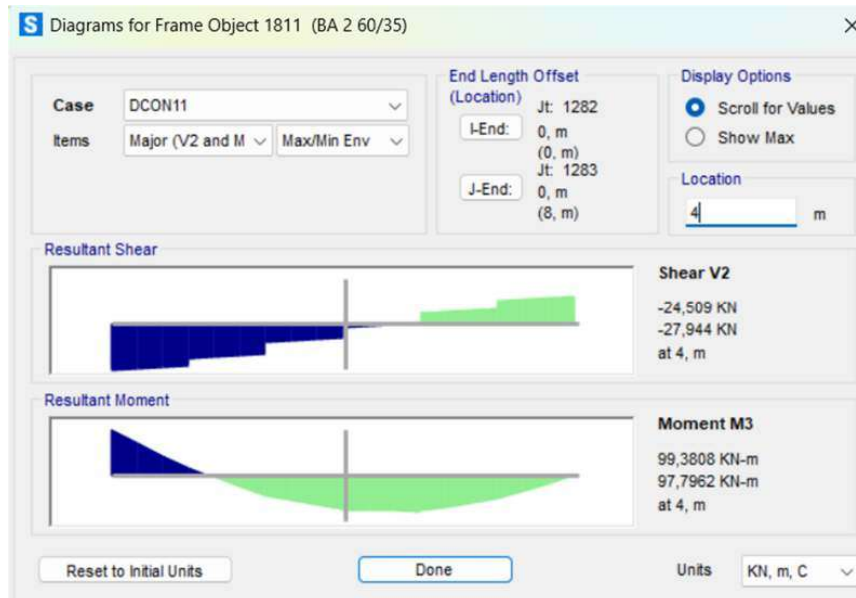 S Diagrams for Frame Object 1811 (BA 2 60/35)
Case DCON11
Items Major (V2 and M Max/Min Env
End Length Offset
(Location)
Jt: 1282
I-End: 0, m
(0, m)
Jt: 1283
J-End: 0, m
(8, m)
Display Options
Scroll for Values
Show Max
Location
4 m
Resultant Shear
Shear V2
-24,509 KN
-27,944 KN
at 4, m
Resultant Moment
Moment M3
99,3808 KN-m
97,7962 KN-m
at 4, m
Reset to Initial Units Done Units KN, m, C